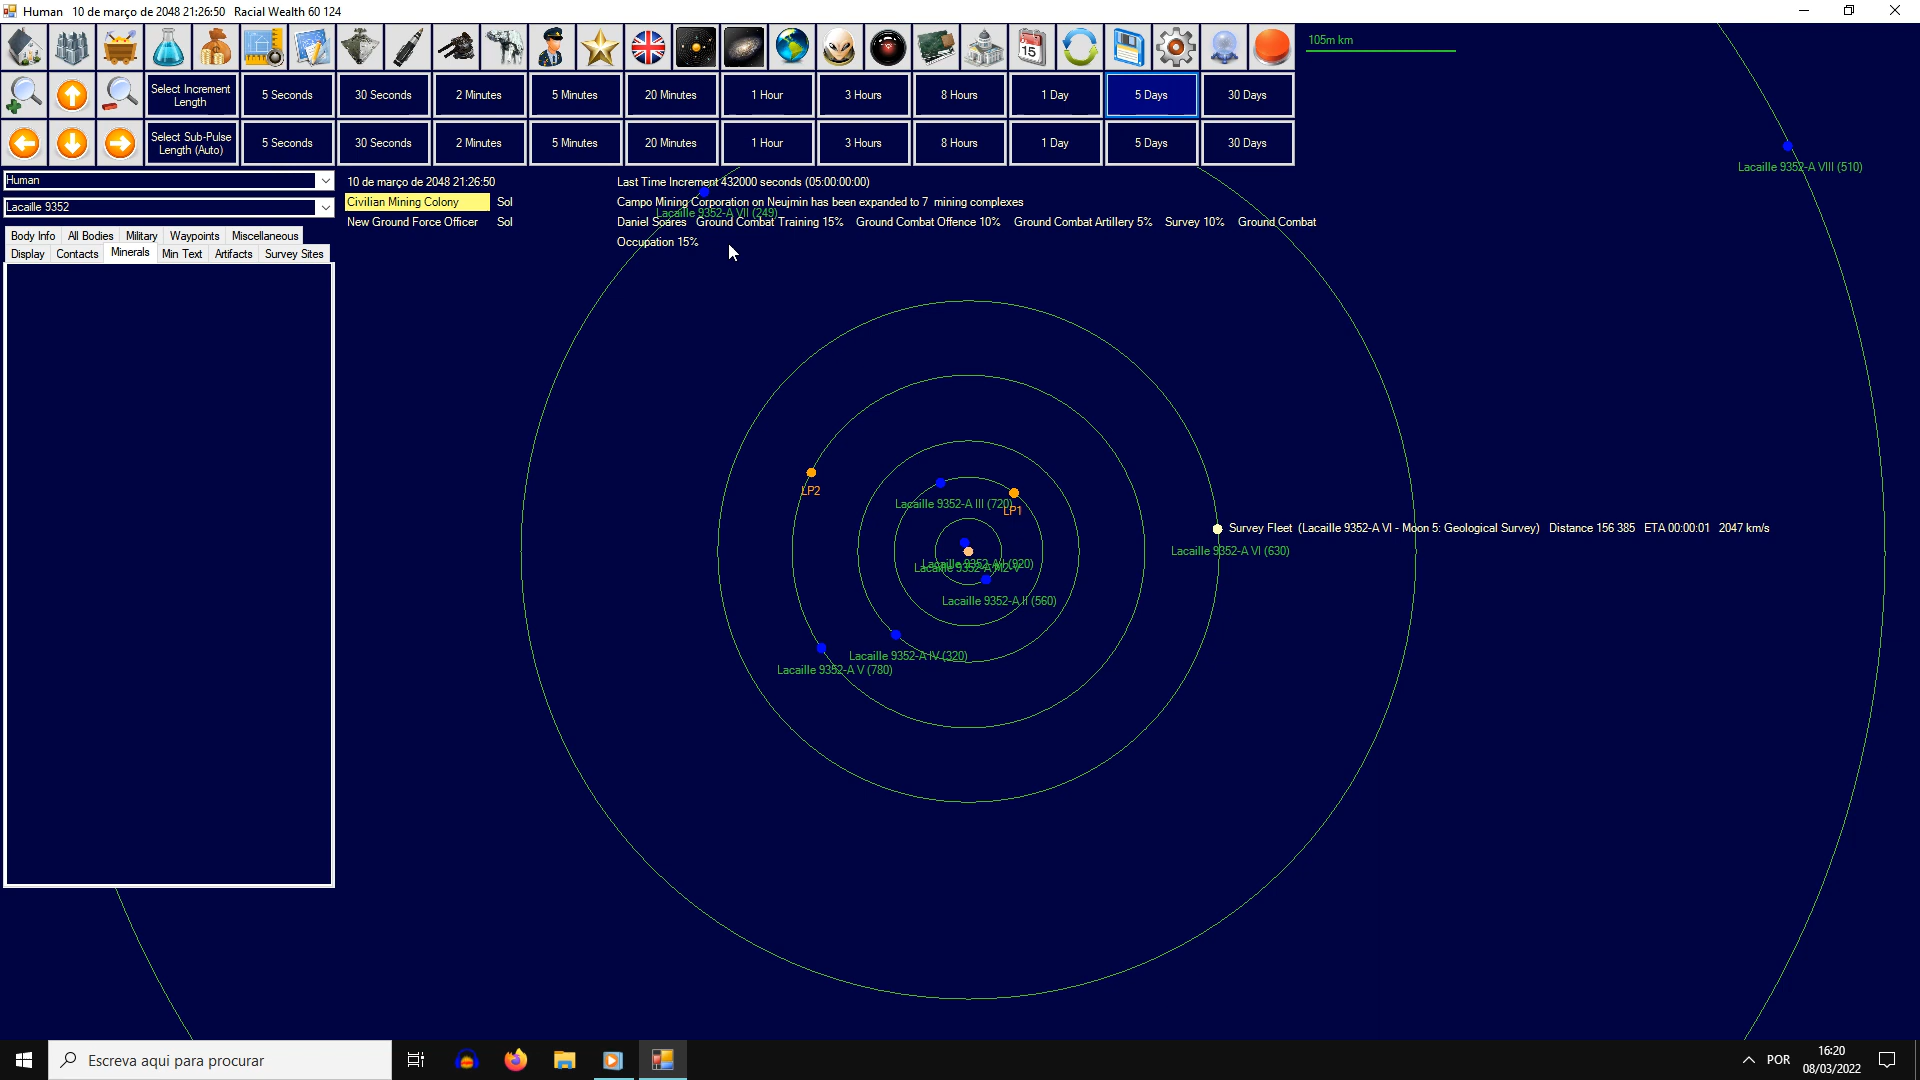 Human   10 de março de 2048 21:26:50   Racial Wealth 60 124
15
105m km
Select Increment Length
5 Seconds
30 Seconds
2 Minutes
5 Minutes
20 Minutes
1 Hour
3 Hours
8 Hours
1 Day
5 Days
30 Days
Select Sub-Pulse Length (Auto)
5 Seconds
30 Seconds
2 Minutes
5 Minutes
20 Minutes
1 Hour
3 Hours
8 Hours
1 Day
5 Days
30 Days
Human
Lacaille 9352
Body Info
All Bodies
Military
Waypoints
Miscellaneous
Display
Contacts
Minerals
Min Text
Artifacts
Survey Sites
10 de março de 2048 21:26:50
Last Time Increment 432000 seconds (05:00:00:00)
Civilian Mining Colony
Sol
Campo Mining Corporation on Neujmin has been expanded to 7 mining complexes
New Ground Force Officer
Sol
Daniel Soares   Ground Combat Training 15%   Ground Combat Offence 10%   Ground Combat Artillery 5%   Survey 10%   Ground Combat
Occupation 15%
Lacaille 9352-A VIII (510)
Lacaille 9352-A VII (249)
LP2
Lacaille 9352-A III (720)
LP1
Survey Fleet  (Lacaille 9352-A VI - Moon 5: Geological Survey)   Distance 156 385   ETA 00:00:01   2047 km/s
Lacaille 9352-A VI (630)
Lacaille 9352-A I (920)
Lacaille 9352-A M2-V
Lacaille 9352-A II (560)
Lacaille 9352-A IV (320)
Lacaille 9352-A V (780)
Escreva aqui para procurar
POR
16:20
08/03/2022